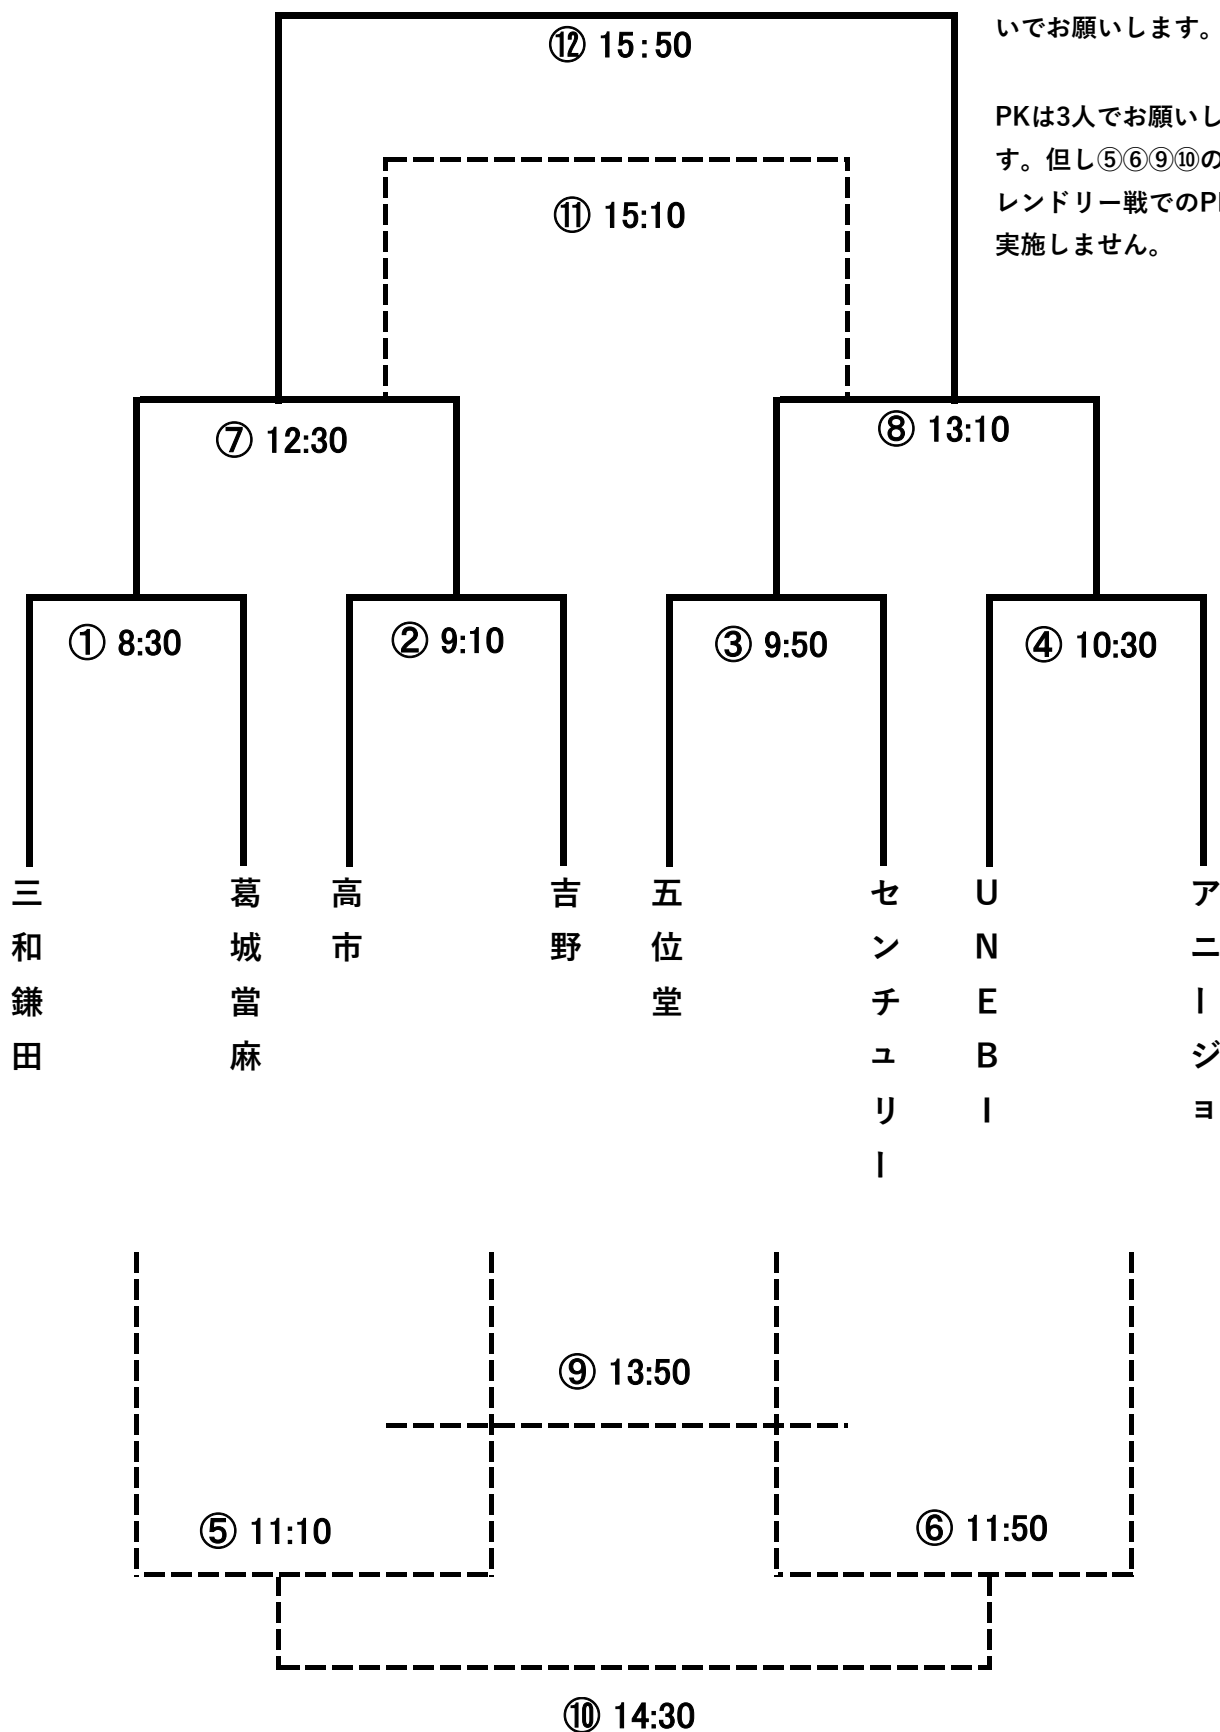 いでお願いします。
⑫ 15:50
PKは3人でお願いし
す。但し⑤⑥⑨⑩の
レンドリー戦でのP
実施しません。
⑪ 15:10
⑦ 12:30
⑧ 13:10
① 8:30
② 9:10
③ 9:50
④ 10:30
三和鎌田
葛城當麻
高市
吉野
五位堂
センチュリー
UNEBI
アニージョ
⑨ 13:50
⑤ 11:10
⑥ 11:50
⑩ 14:30